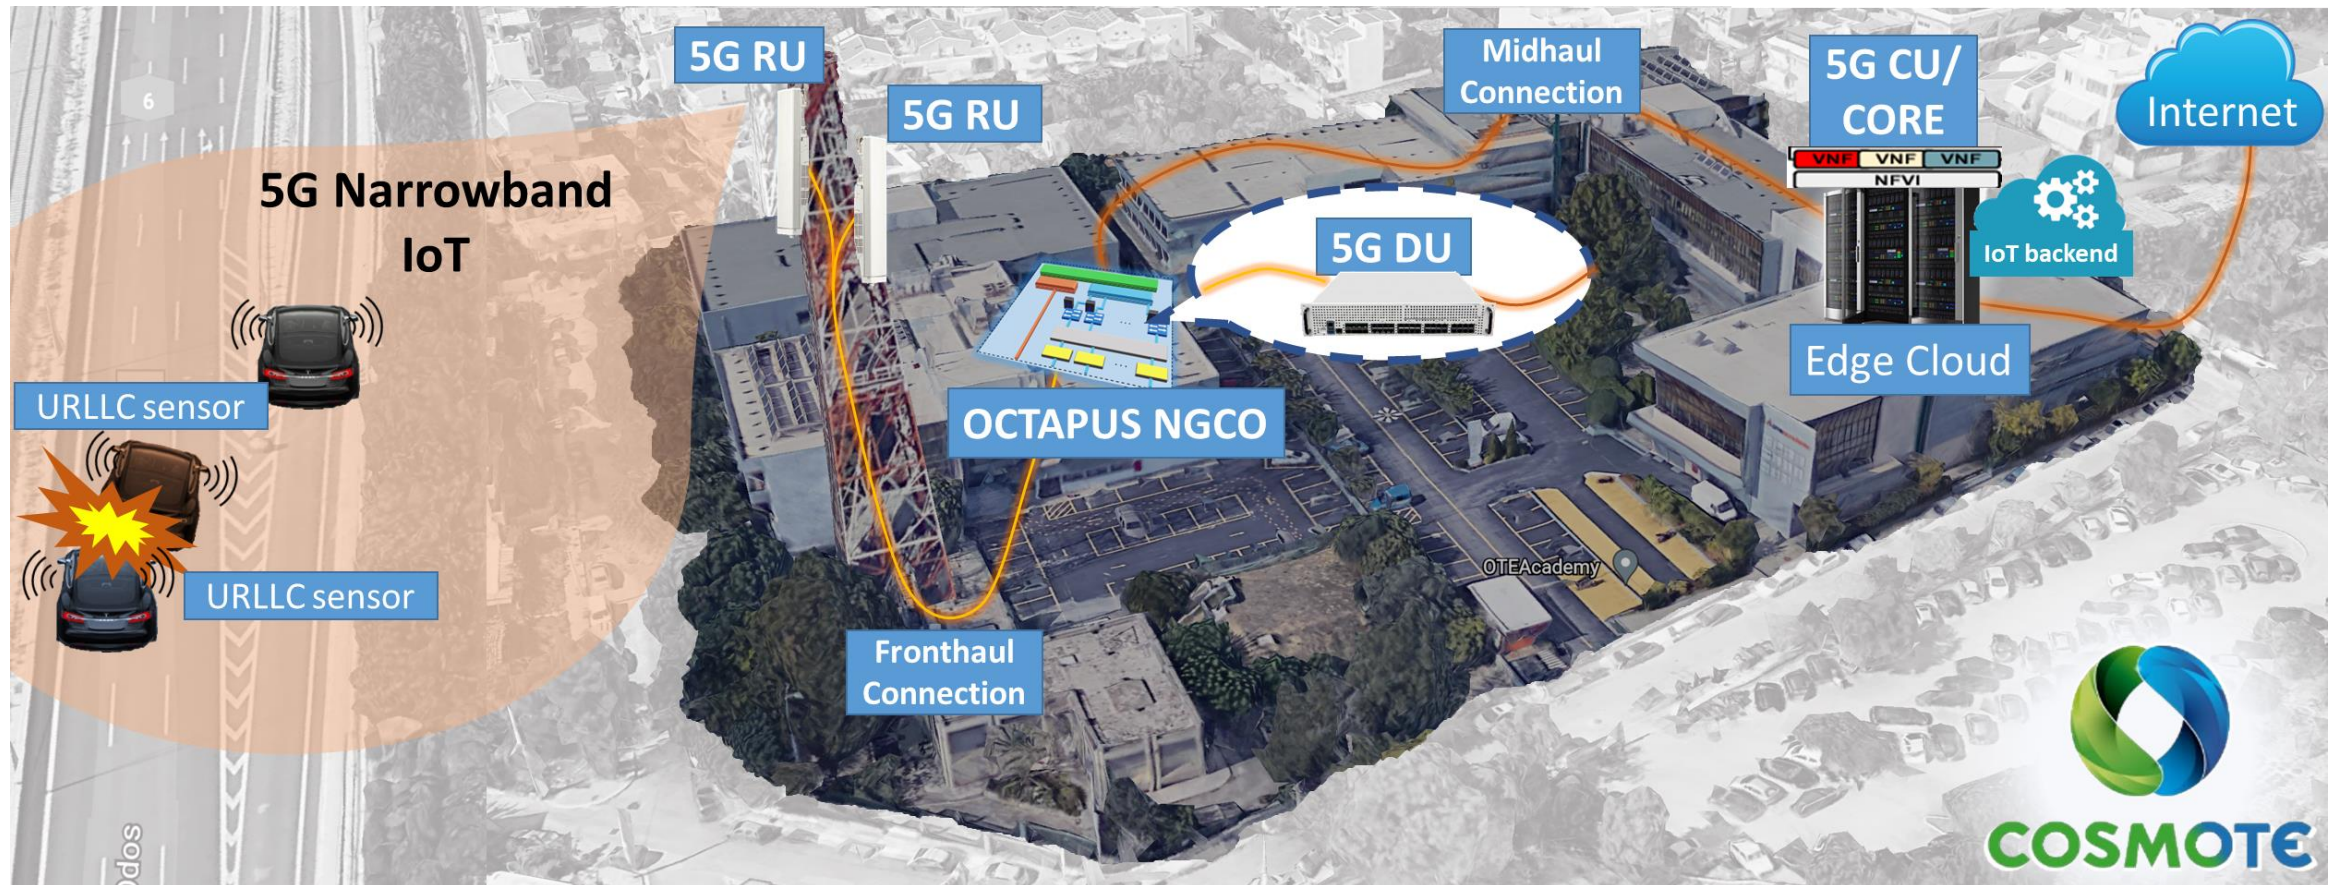 5G RU
5G RU
Midhaul
Connection
5G CU/
CORE
VNF VNF VNF
NFVI
Internet
IoT backend
5G Narrowband
IoT
6
5G DU
Edge Cloud
URLLC sensor
OCTAPUS NGCO
URLLC sensor
OTEAcademy
Fronthaul
Connection
COSMOTE